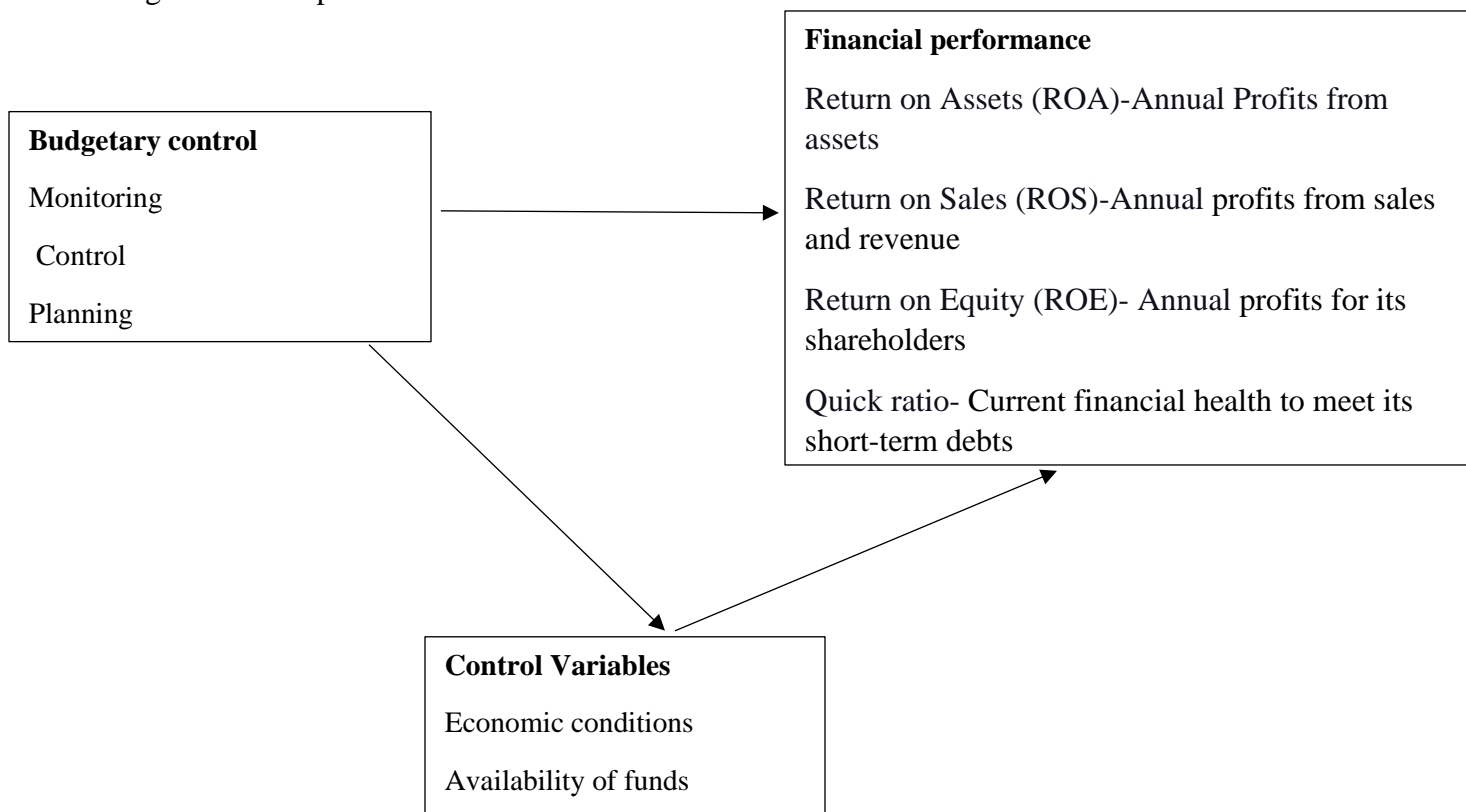 Financial performance
Return on Assets (ROA)-Annual Profits from
assets
Return on Sales (ROS)-Annual profits from sales
and revenue
Return on Equity (ROE)- Annual profits for its
shareholders
Quick ratio- Current financial health to meet its
short-term debts
Budgetary control
Monitoring
Control
Planning
Control Variables
Economic conditions
Availability of funds